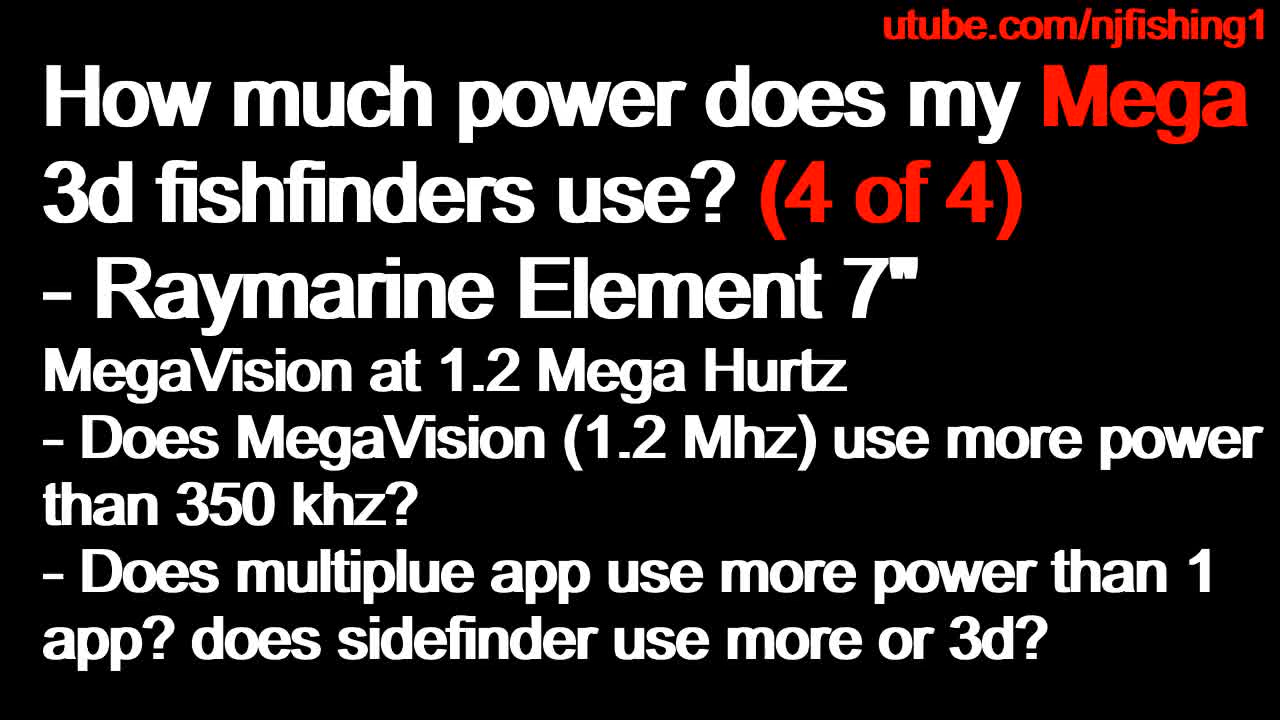 utube.com/njfishing1
How much power does my Mega
3d fishfinders use? (4 of 4)
- Raymarine Element 7"
MegaVision at 1.2 Mega Hurtz
- Does MegaVision (1.2 Mhz) use more power
than 350 khz?
- Does multiplue app use more power than 1
app? does sidefinder use more or 3d?